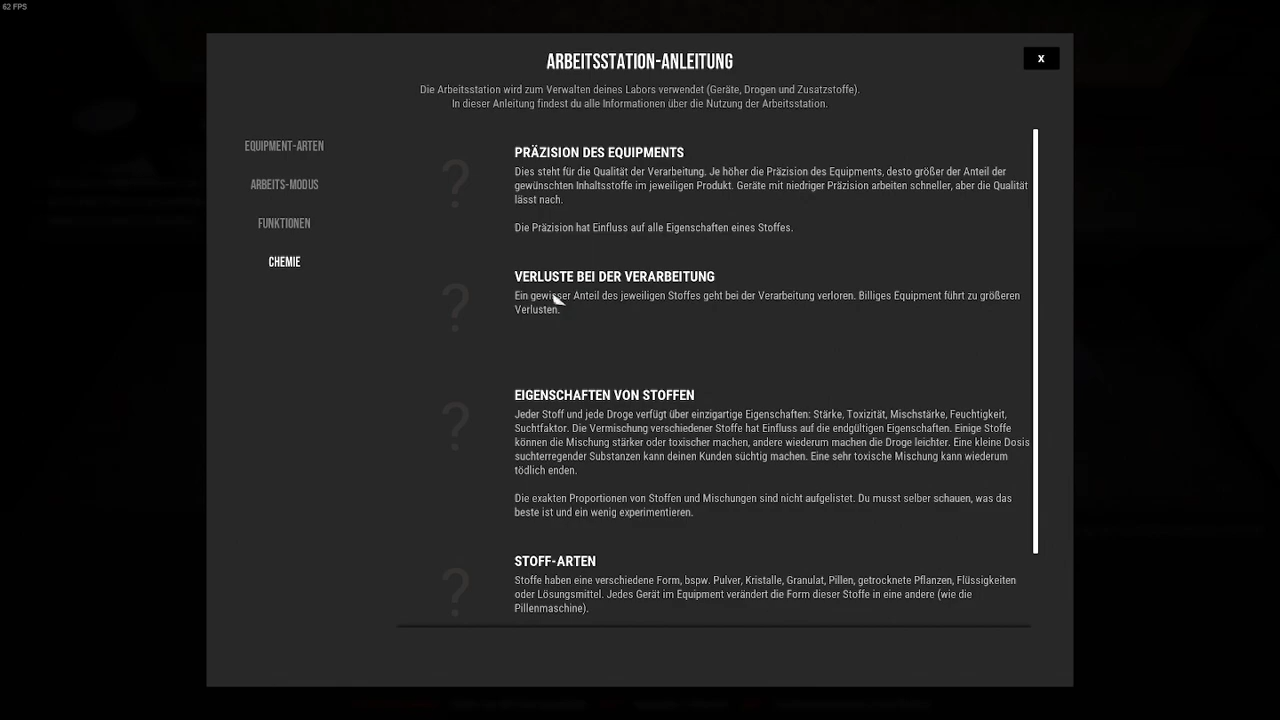 62 FPS
ARBEITSSTATION-ANLEITUNG
X
Die Arbeitsstation wird zum Verwalten deines Labors verwendet (Geräte, Drogen und Zusatzstoffe).
In dieser Anleitung findest du alle Informationen über die Nutzung der Arbeitsstation.
EQUIPMENT-ARTEN
ARBEITS-MODUS
FUNKTIONEN
CHEMIE
PRÄZISION DES EQUIPMENTS
Dies steht für die Qualität der Verarbeitung. Je höher die Präzision des Equipments, desto größer der Anteil der
gewünschten Inhaltsstoffe im jeweiligen Produkt. Geräte mit niedriger Präzision arbeiten schneller, aber die Qualität
lässt nach.
Die Präzision hat Einfluss auf alle Eigenschaften eines Stoffes.
?
VERLUSTE BEI DER VERARBEITUNG
Ein gewisser Anteil des jeweiligen Stoffes geht bei der Verarbeitung verloren. Billiges Equipment führt zu größeren
Verlusten.
?
EIGENSCHAFTEN VON STOFFEN
Jeder Stoff und jede Droge verfügt über einzigartige Eigenschaften: Stärke, Toxizität, Mischstärke, Feuchtigkeit,
Suchtfaktor. Die Vermischung verschiedener Stoffe hat Einfluss auf die endgültigen Eigenschaften. Einige Stoffe
können die Mischung stärker oder toxischer machen, andere wiederum machen die Droge leichter. Eine kleine Dosis
suchterregender Substanzen kann deinen Kunden süchtig machen. Eine sehr toxische Mischung kann wiederum
tödlich enden.
Die exakten Proportionen von Stoffen und Mischungen sind nicht aufgelistet. Du musst selber schauen, was das
beste ist und ein wenig experimentieren.
?
STOFF-ARTEN
Stoffe haben eine verschiedene Form, bspw. Pulver, Kristalle, Granulat, Pillen, getrocknete Pflanzen, Flüssigkeiten
oder Lösungsmittel. Jedes Gerät im Equipment verändert die Form dieser Stoffe in eine andere (wie die
Pillenmaschine).
?